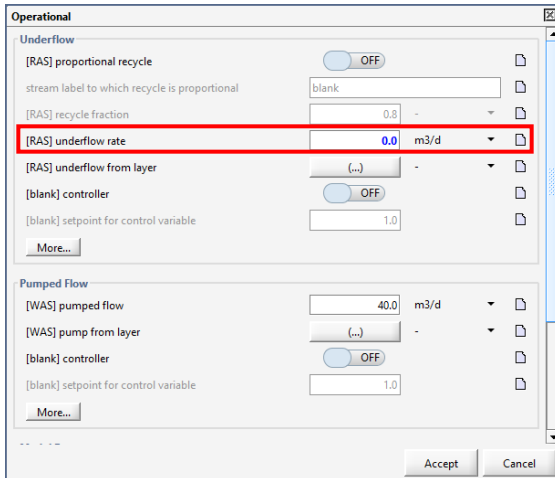 Operational
Underflow
[RAS] proportional recycle OFF
stream label to which recycle is proportional blank
[RAS] recycle fraction 0.8 -
[RAS] underflow rate 0.0 m3/d
[RAS] underflow from layer (...) -
[blank] controller OFF
[blank] setpoint for control variable 1.0
More...
Pumped Flow
[WAS] pumped flow 40.0 m3/d
[WAS] pump from layer (...) -
[blank] controller OFF
[blank] setpoint for control variable 1.0
More...
Accept Cancel